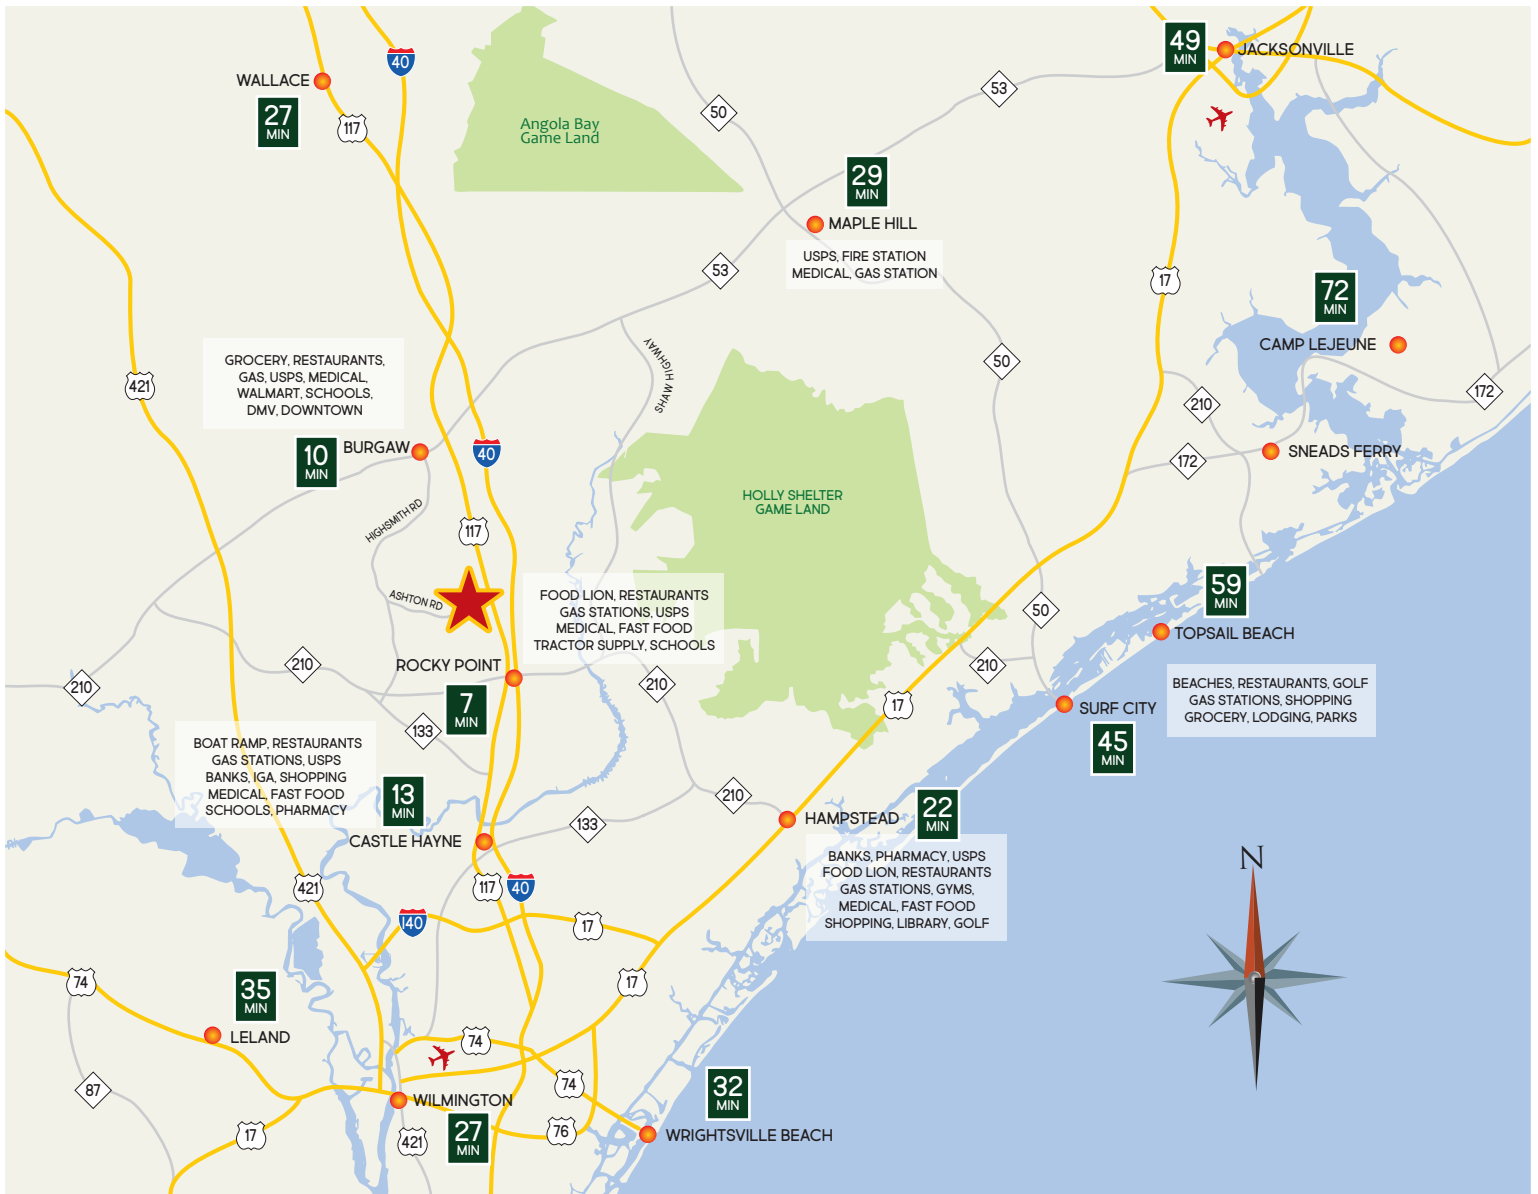 49
MIN
JACKSONVILLE
40
WALLACE
27
MIN
117
50
53
Angola Bay
Game Land
29
MIN
MAPLE HILL
USPS, FIRE STATION
MEDICAL, GAS STATION
53
17
72
MIN
CAMP LEJEUNE
SHAW HIGHWAY
50
421
GROCERY, RESTAURANTS,
GAS, USPS, MEDICAL,
WALMART, SCHOOLS,
DMV, DOWNTOWN
172
210
10
MIN
BURGAW
40
SNEADS FERRY
172
HOLLY SHELTER
GAME LAND
HIGHSMITH RD
117
ASHTON RD
FOOD LION, RESTAURANTS
GAS STATIONS, USPS
MEDICAL, FAST FOOD
TRACTOR SUPPLY, SCHOOLS
59
MIN
50
TOPSAIL BEACH
210
210
ROCKY POINT
210
210
7
MIN
BEACHES, RESTAURANTS, GOLF
GAS STATIONS, SHOPPING
GROCERY, LODGING, PARKS
17
SURF CITY
45
MIN
133
BOAT RAMP, RESTAURANTS
GAS STATIONS, USPS
BANKS, IGA, SHOPPING
MEDICAL, FAST FOOD
SCHOOLS, PHARMACY
13
MIN
210
133
CASTLE HAYNE
HAMPSTEAD
22
MIN
BANKS, PHARMACY, USPS
FOOD LION, RESTAURANTS
GAS STATIONS, GYMS,
MEDICAL, FAST FOOD
SHOPPING, LIBRARY, GOLF
N
421
117
40
140
17
74
17
35
MIN
LELAND
74
87
74
32
MIN
WILMINGTON
27
MIN
17
421
76
WRIGHTSVILLE BEACH